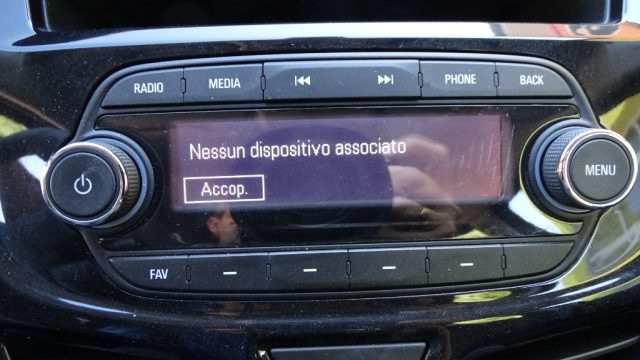 RADIO MEDIA PHONE BACK
Nessun dispositivo associato
Accop.
MENU
FAV